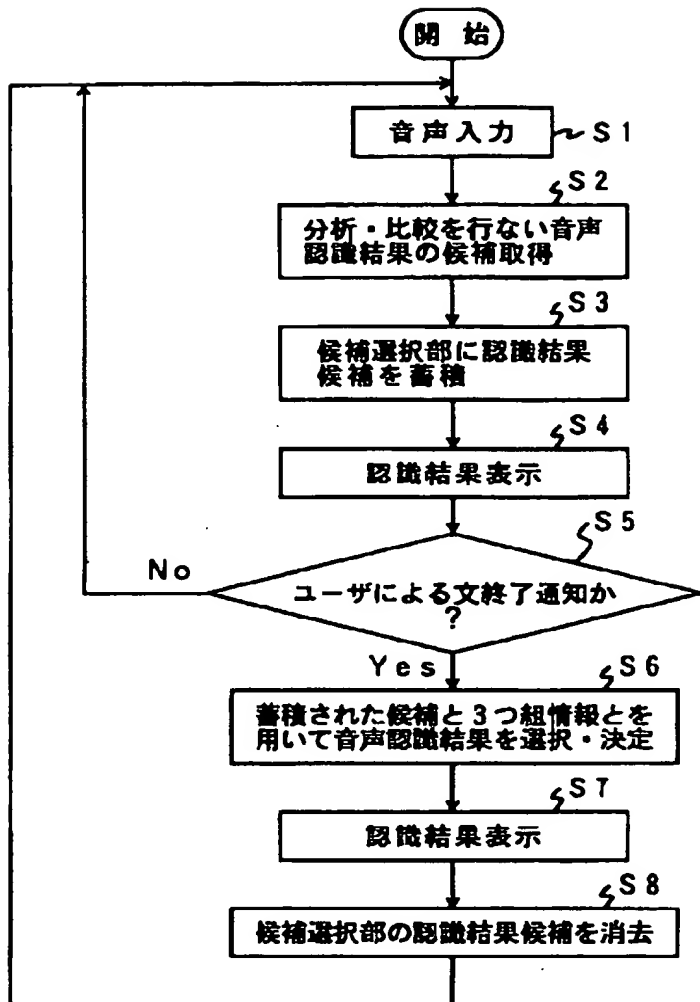 開 始
音声入力
S1
S2
分析・比較を行ない音声
認識結果の候補取得
S3
候補選択部に認識結果
候補を蓄積
S4
認識結果表示
S5
No
ユーザによる文終了通知か
?
Yes
S6
蓄積された候補と3つ組情報とを
用いて音声認識結果を選択・決定
S7
認識結果表示
S8
候補選択部の認識結果候補を消去